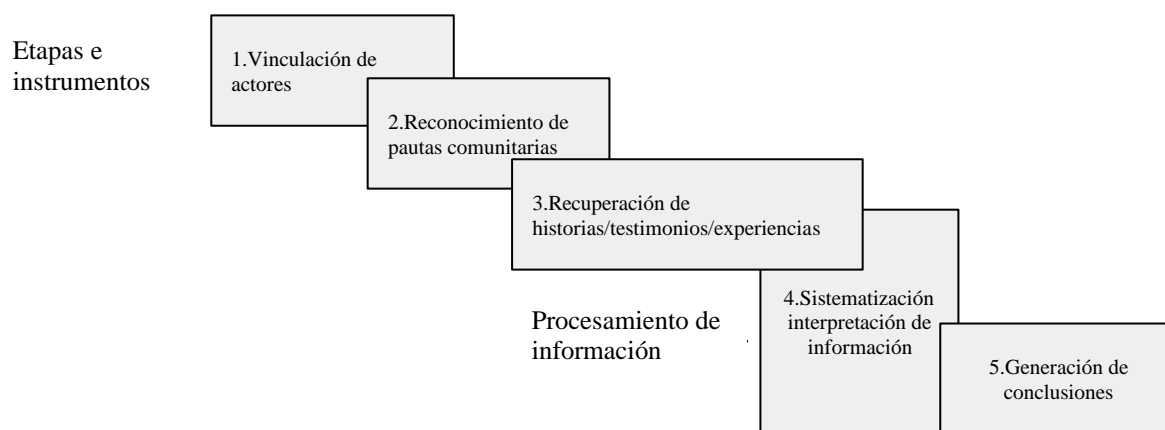 Etapas e
instrumentos
1.Vinculación de
actores
2.Reconocimiento de
pautas comunitarias
3.Recuperación de
historias/testimonios/experiencias
Procesamiento de
información
4.Sistematización
interpretación de
información
5.Generación de
conclusiones